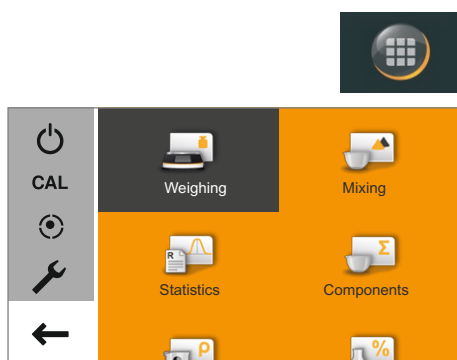 CAL
Weighing
Mixing
R
Statistics
Σ
Components
ρ
%